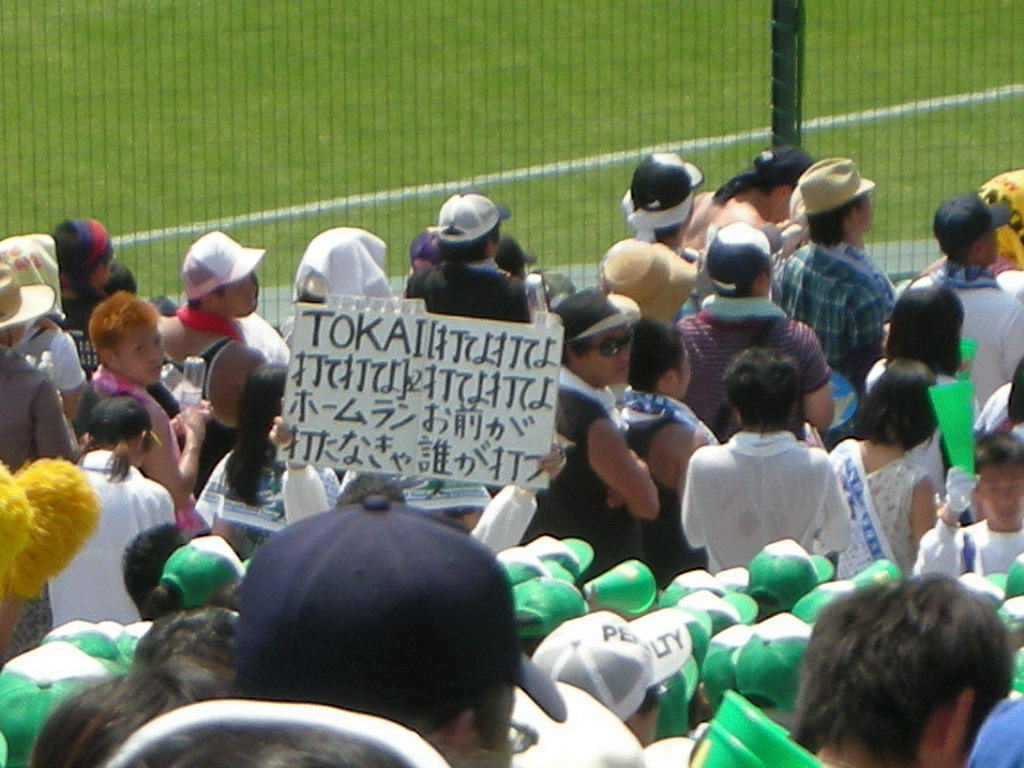 TOKAI打てよ打てよ
打て打てよ×2打てよ打てよ
ホームランお前が
打たなきゃ誰が打つ
PENALTY